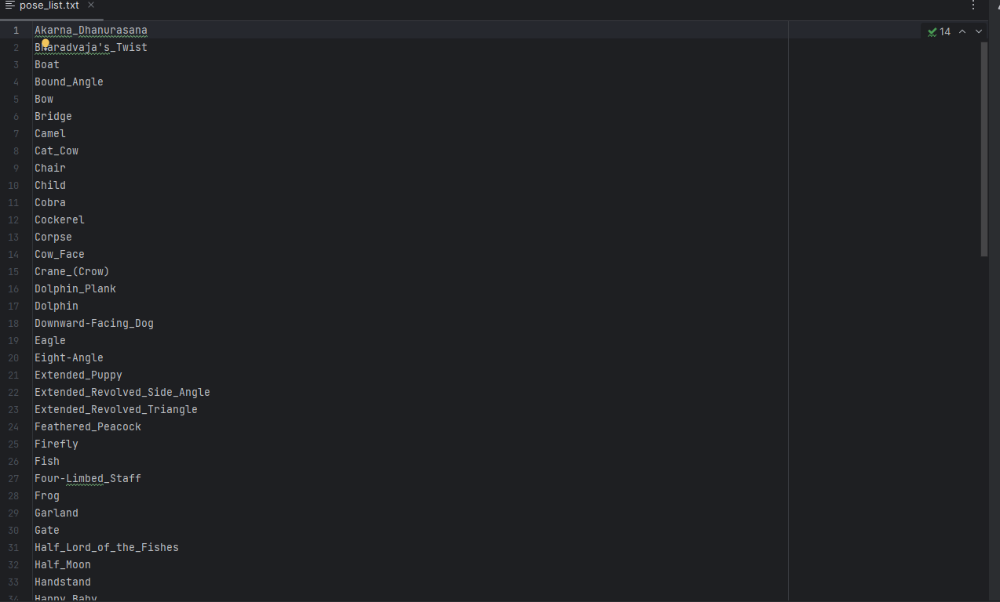 pose_list.txt
14
1 Akarna_Dhanurasana
2 Bharadvaja's_Twist
3 Boat
4 Bound_Angle
5 Bow
6 Bridge
7 Camel
8 Cat_Cow
9 Chair
10 Child
11 Cobra
12 Cockerel
13 Corpse
14 Cow_Face
15 Crane_(Crow)
16 Dolphin_Plank
17 Dolphin
18 Downward-Facing_Dog
19 Eagle
20 Eight-Angle
21 Extended_Puppy
22 Extended_Revolved_Side_Angle
23 Extended_Revolved_Triangle
24 Feathered_Peacock
25 Firefly
26 Fish
27 Four-Limbed_Staff
28 Frog
29 Garland
30 Gate
31 Half_Lord_of_the_Fishes
32 Half_Moon
33 Handstand
34 Happy_Baby